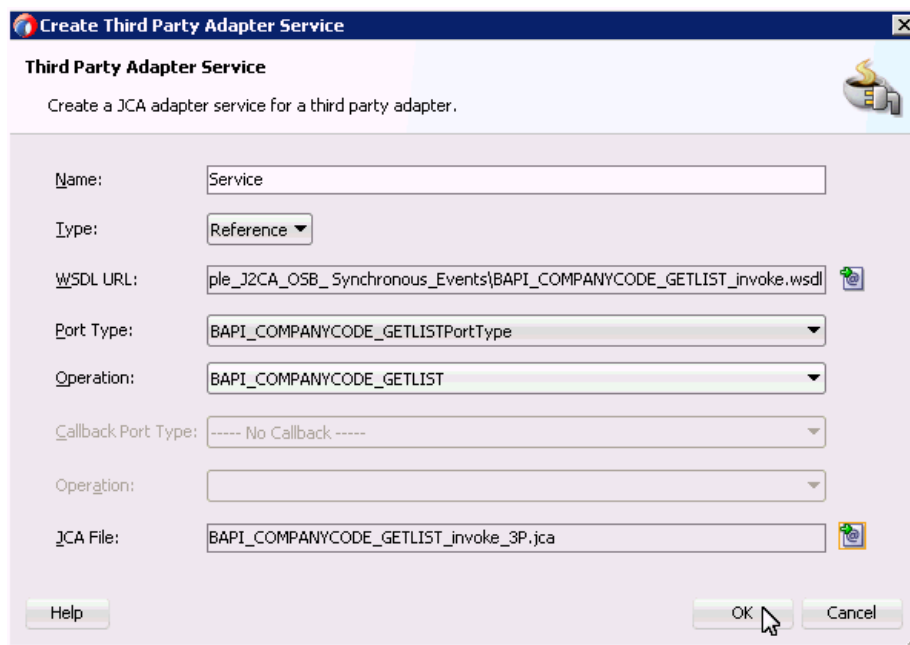 Create Third Party Adapter Service
Third Party Adapter Service
Create a JCA adapter service for a third party adapter.
Name: Service
Type: Reference
WSDL URL: ple_J2CA_OSB_ Synchronous_Events\BAPI_COMPANYCODE_GETLIST_invoke.wsdl
Port Type: BAPI_COMPANYCODE_GETLISTPortType
Operation: BAPI_COMPANYCODE_GETLIST
Callback Port Type: ----- No Callback -----
Operation:
JCA File: BAPI_COMPANYCODE_GETLIST_invoke_3P.jca
Help OK Cancel